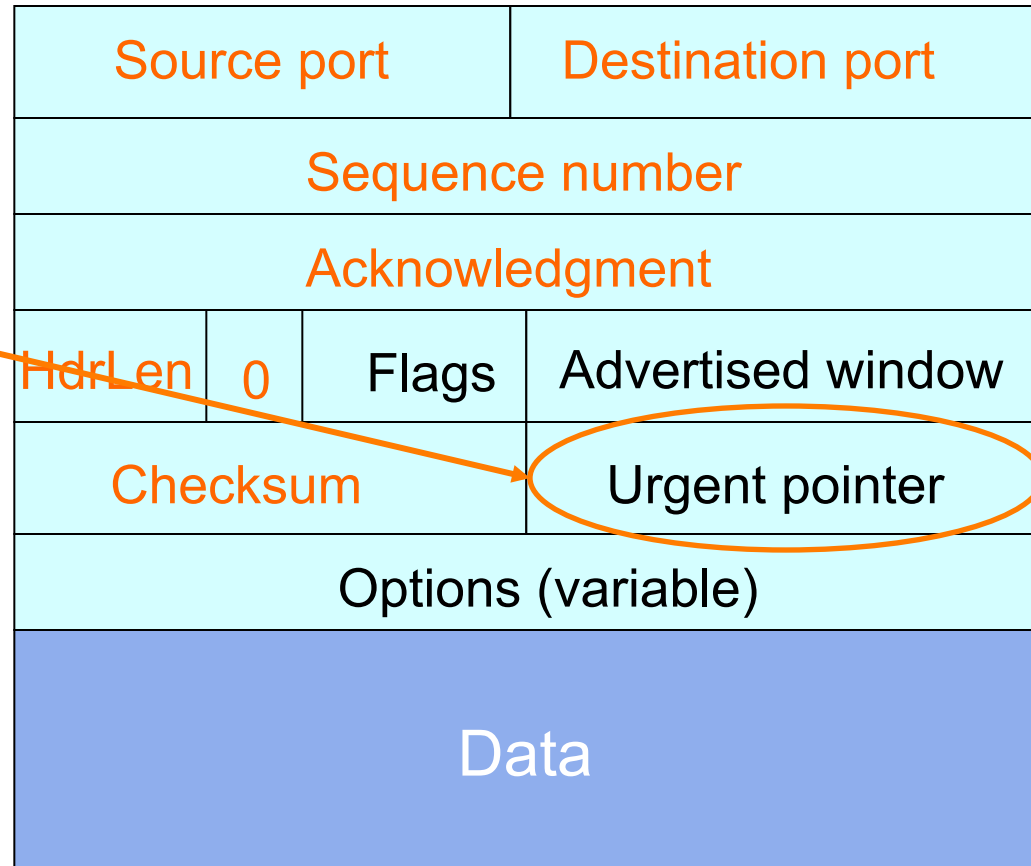 Source port Destination port
Sequence number
Acknowledgment
HdrLen 0 Flags Advertised window
Checksum Urgent pointer
Options (variable)
Data